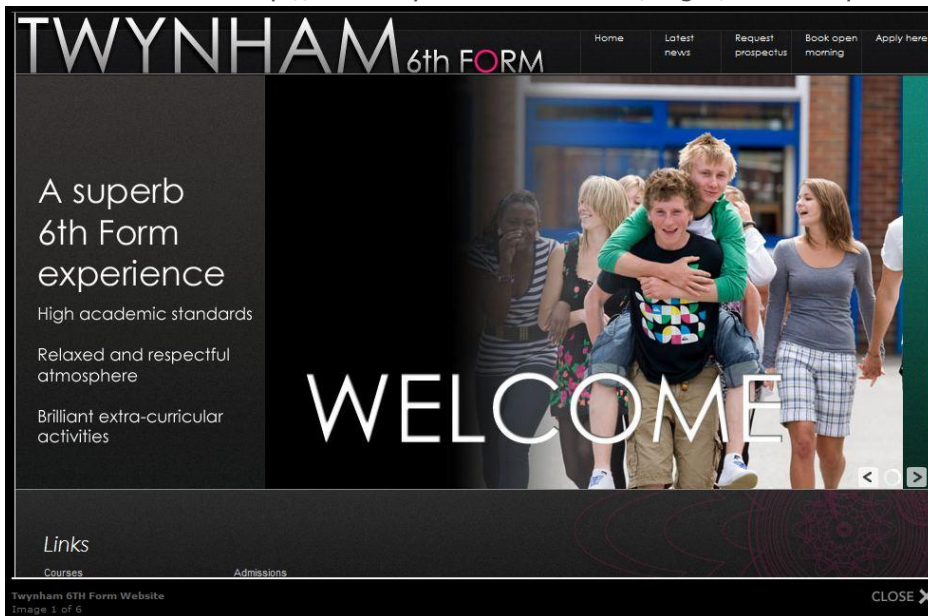 TWYNHAM 6th FORM
Home
Latest
news
Request
prospectus
Book open
morning
Apply here
A superb
6th Form
experience
High academic standards
Relaxed and respectful
atmosphere
Brilliant extra-curricular
activities
WELCOME
< >
Links
Courses
Admissions
Twynham 6TH Form Website
Image 1 of 6
CLOSE X